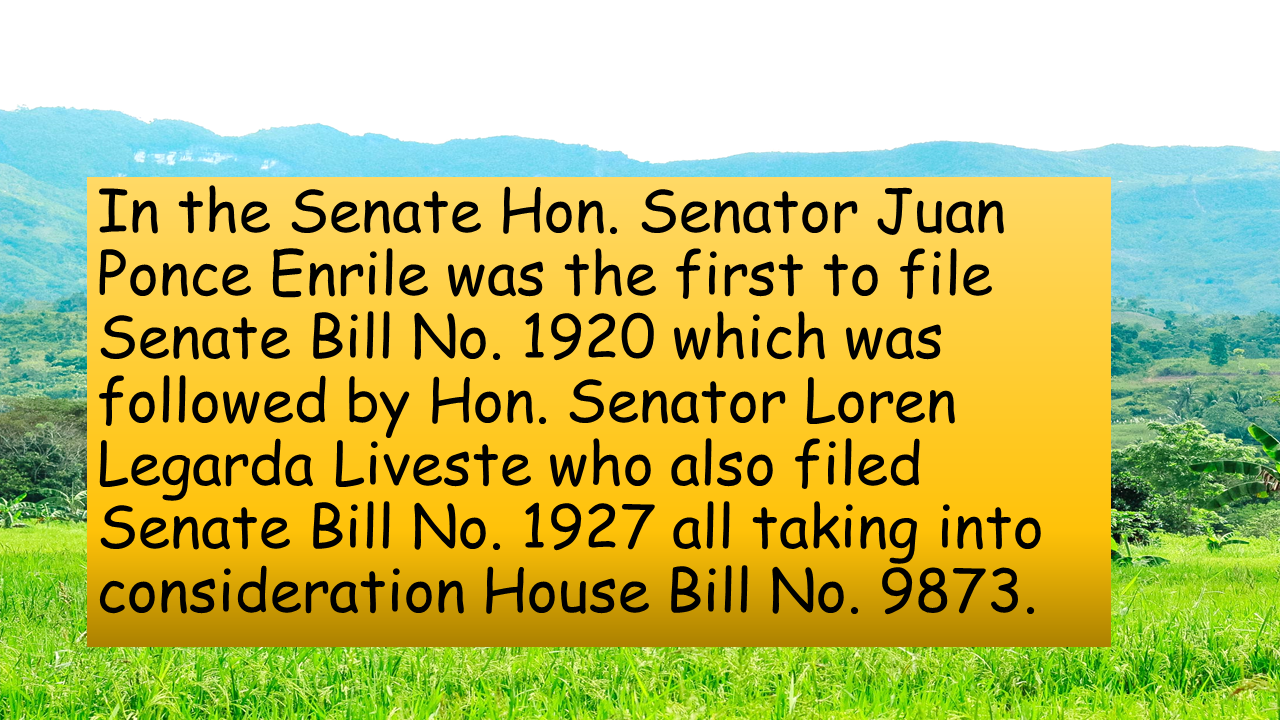 In the Senate Hon. Senator Juan
Ponce Enrile was the first to file
Senate Bill No. 1920 which was
followed by Hon. Senator Loren
Legarda Liveste who also filed
Senate Bill No. 1927 all taking into
consideration House Bill No. 9873.